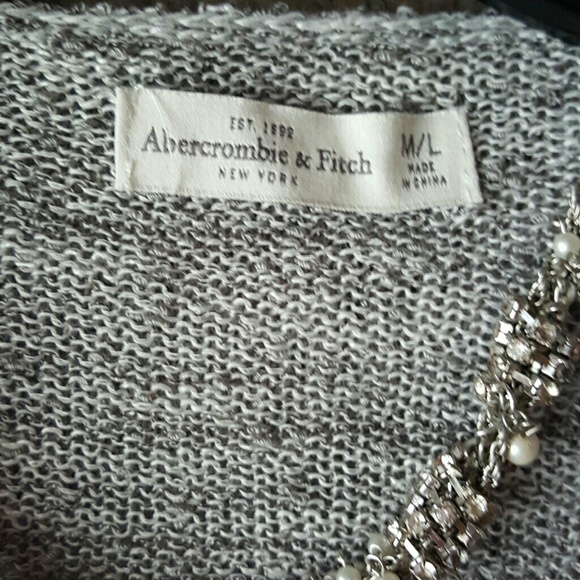 EST. 1892
Abercrombie & Fitch
NEW YORK
M/L
MADE
IN CHINA